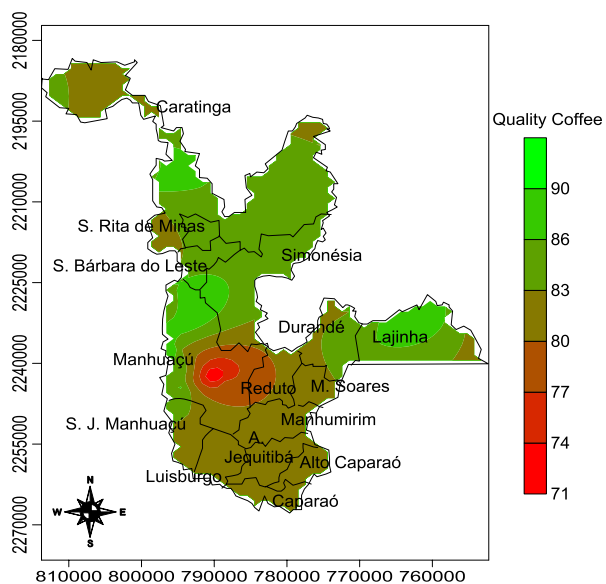 2180000
2195000
2210000
2225000
2240000
2255000
2270000
Caratinga
S. Rita de Minas
Simonésia
S. Bárbara do Leste
Durandé
Lajinha
Manhuaçú
Reduto
M. Soares
S. J. Manhuaçú
Manhumirim
A.
Jequitibá
Alto Caparaó
Luisburgo
Caparaó
N
W
E
S
810000 800000 790000 780000 770000 760000
Quality Coffee
90
86
83
80
77
74
71